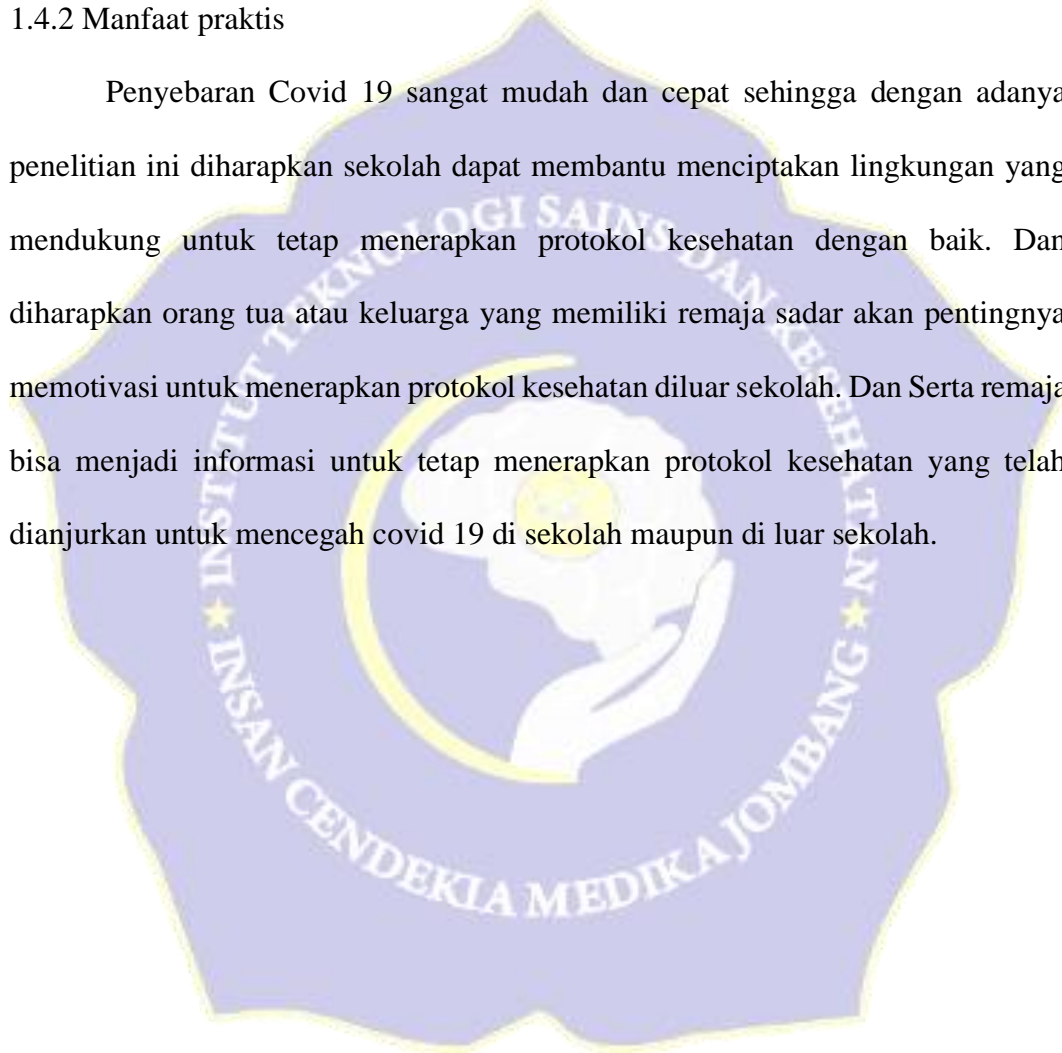 1.4.2 Manfaat praktis
Penyebaran Covid 19 sangat mudah dan cepat sehingga dengan adanya
penelitian ini diharapkan sekolah dapat membantu menciptakan lingkungan yang
mendukung untuk tetap menerapkan protokol kesehatan dengan baik. Dan
diharapkan orang tua atau keluarga yang memiliki remaja sadar akan pentingnya
memotivasi untuk menerapkan protokol kesehatan diluar sekolah. Dan Serta remaja
bisa menjadi informasi untuk tetap menerapkan protokol kesehatan yang telah
dianjurkan untuk mencegah covid 19 di sekolah maupun di luar sekolah.
INSTITUT TEKNOLOGI SAINS DAN KESEHATAN
INSAN CENDEKIA MEDIKA JOMBANG